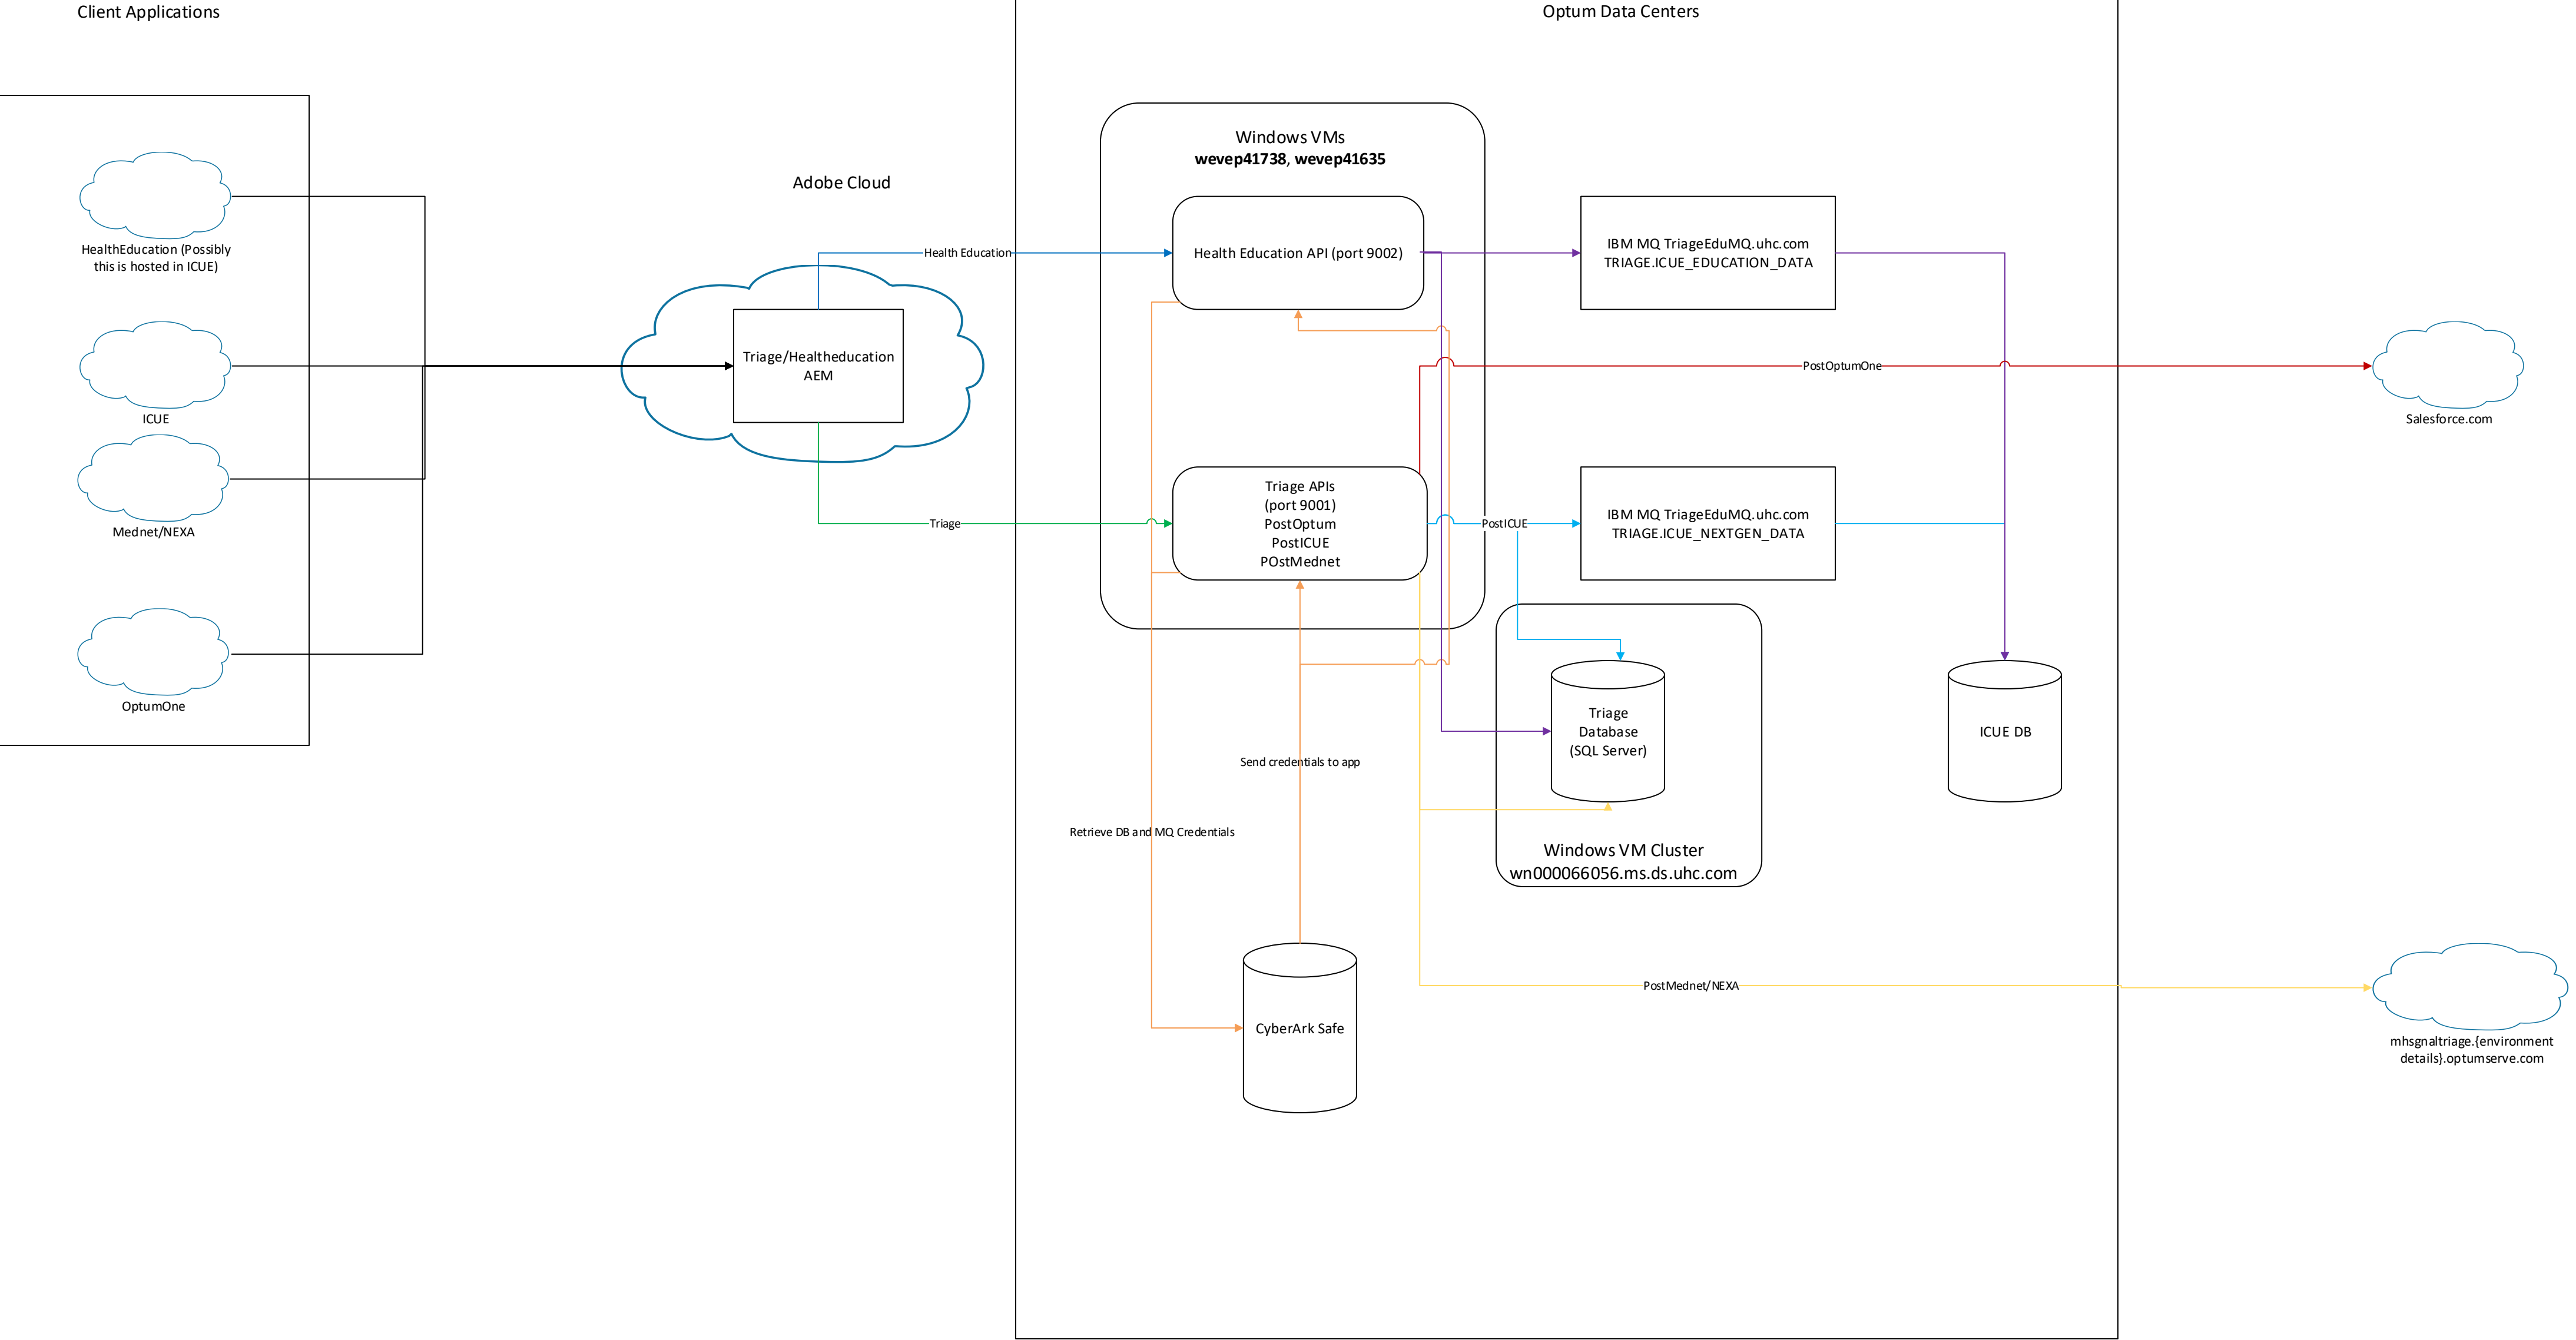 Client Applications
Optum Data Centers
Windows VMs
wevep41738, wevep41635
Adobe Cloud
HealthEducation (Possibly
this is hosted in ICUE)
Health Education
Health Education API (port 9002)
IBM MQ TriageEduMQ.uhc.com
TRIAGE.ICUE_EDUCATION_DATA
Triage/Healtheducation
AEM
PostOptumOne
ICUE
Salesforce.com
Mednet/NEXA
Triage
Triage APIs
(port 9001)
PostOptum
PostICUE
POstMednet
PostICUE
IBM MQ TriageEduMQ.uhc.com
TRIAGE.ICUE_NEXTGEN_DATA
OptumOne
Triage
Database
(SQL Server)
ICUE DB
Send credentials to app
Retrieve DB and MQ Credentials
Windows VM Cluster
wn000066056.ms.ds.uhc.com
PostMednet/NEXA
CyberArk Safe
mhsgnaltriage.{environment
details}.optumserve.com